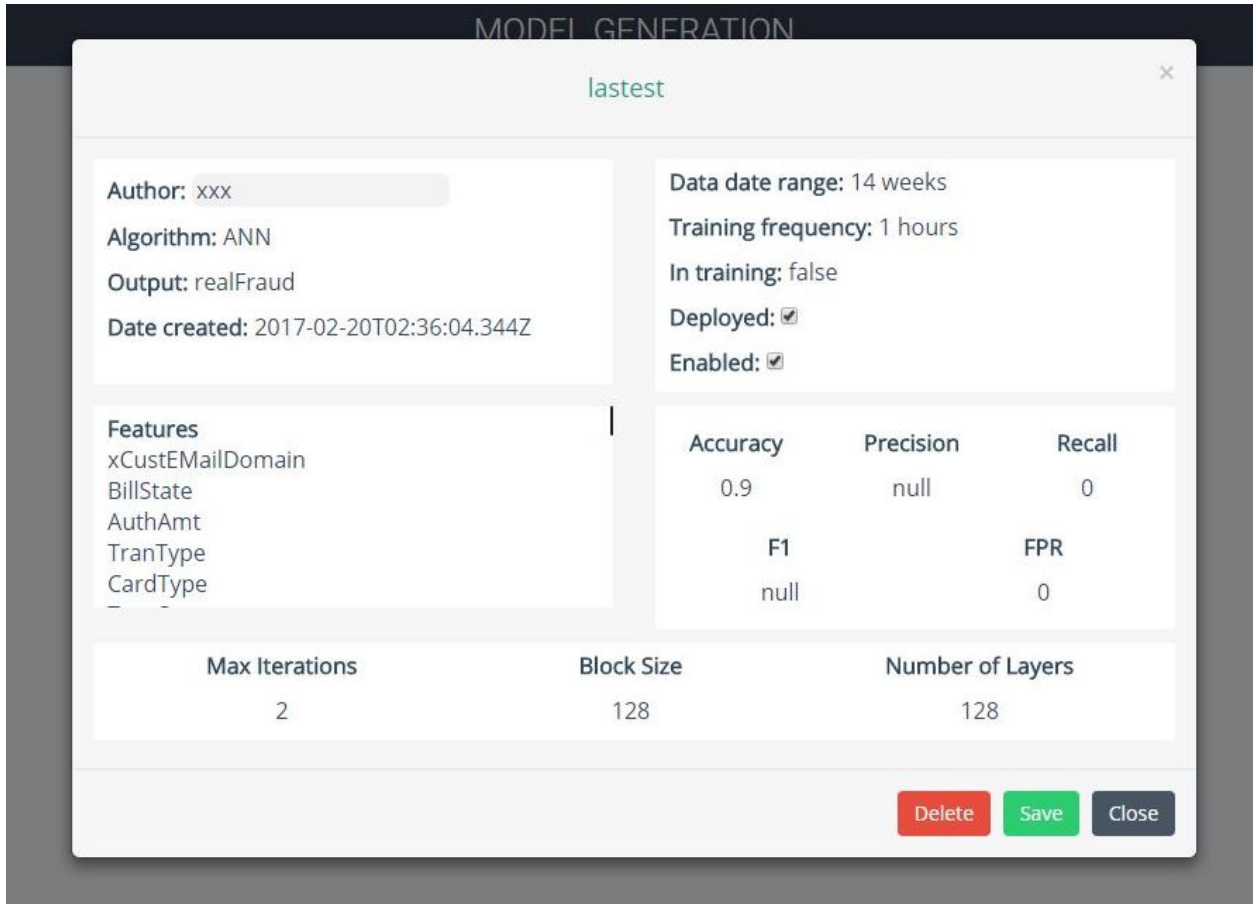 MODEL GENERATION
lastest
×
Author: xxx
Algorithm: ANN
Output: realFraud
Date created: 2017-02-20T02:36:04.344Z
Data date range: 14 weeks
Training frequency: 1 hours
In training: false
Deployed:
Enabled:
Features
xCustEMailDomain
BillState
AuthAmt
TranType
CardType
Accuracy Precision Recall
0.9 null 0
F1 FPR
null 0
Max Iterations Block Size Number of Layers
2 128 128
Delete Save Close